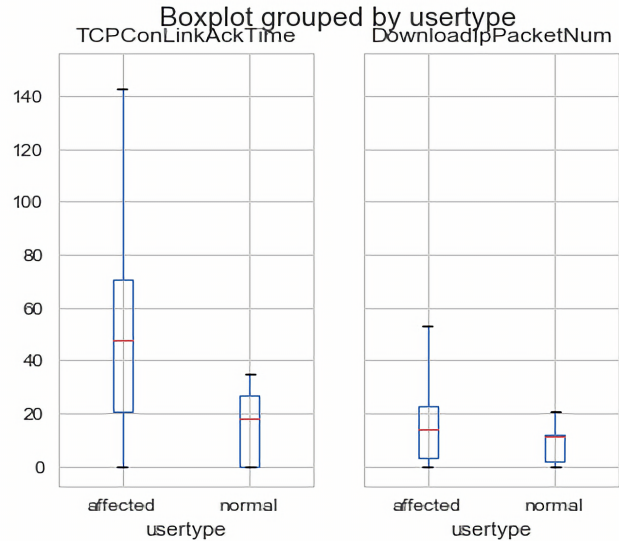 Boxplot grouped by usertype
TCPConLinkAckTime
DownloadIpPacketNum
140
120
100
80
60
40
20
0
affected normal
affected normal
usertype
usertype